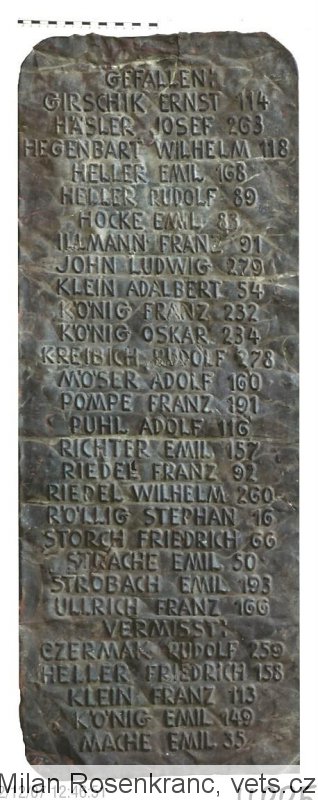 GEFALLEN:
GIRSCHIK ERNST 114
HÄSLER JOSEF 263
HEGENBART WILHELM 118
HELLER EMIL 168
HELLER RUDOLF 89
HOCKE EMIL 83
ILLMANN FRANZ 91
JOHN LUDWIG 279
KLEIN ADALBERT 54
KÖNIG FRANZ 232
KÖNIG OSKAR 234
KREIBICH RUDOLF 278
MÖSER ADOLF 160
POMPE FRANZ 191
PUHL ADOLF 116
RICHTER EMIL 157
RIEDEL FRANZ 92
RIEDEL WILHELM 260
RÖLLIG STEPHAN 16
STORCH FRIEDRICH 66
STRACHE EMIL 50
STROBACH EMIL 193
ULLRICH FRANZ 166
VERMISST:
CZERMAK RUDOLF 259
HELLER FRIEDRICH 158
KLEIN FRANZ 113
KÖNIG EMIL 149
MACHE EMIL 35
Milan Rosenkranc, vets.cz